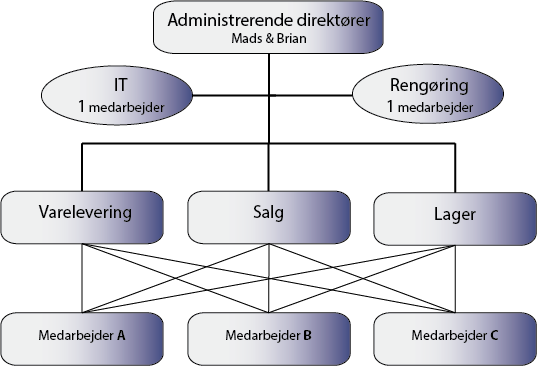 Administrerende direktører
Mads & Brian
IT
1 medarbejder
Rengøring
1 medarbejder
Varelevering
Salg
Lager
Medarbejder A
Medarbejder B
Medarbejder C